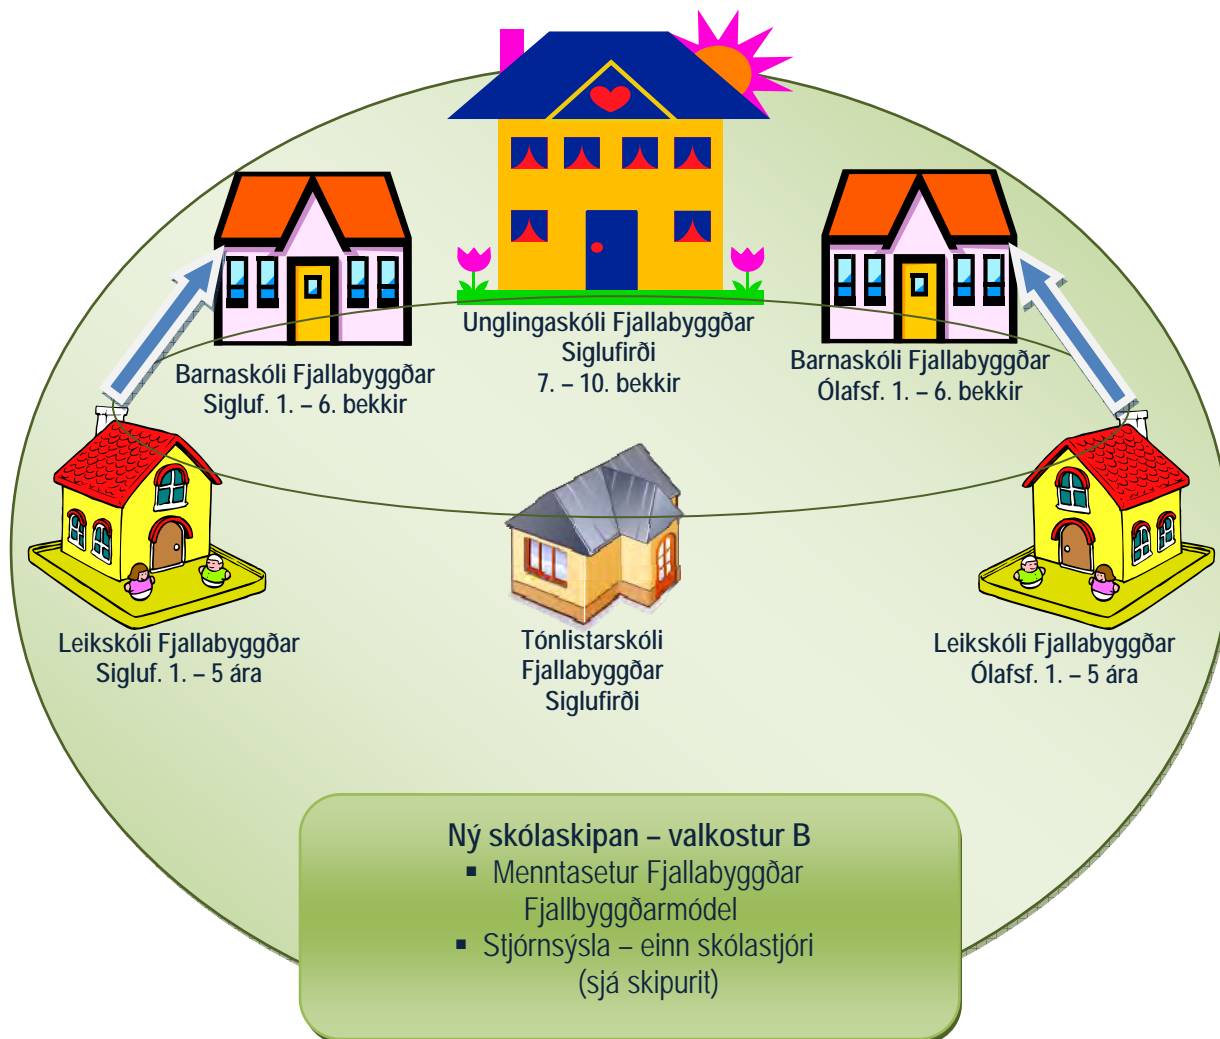 Unglingaskóli Fjallabyggðar
Siglufirði
7. – 10. bekkir
Barnaskóli Fjallabyggðar
Sigluf. 1. – 6. bekkir
Barnaskóli Fjallabyggðar
Ólafsf. 1. – 6. bekkir
Leikskóli Fjallabyggðar
Sigluf. 1. – 5 ára
Tónlistarskóli
Fjallabyggðar
Siglufirði
Leikskóli Fjallabyggðar
Ólafsf. 1. – 5 ára
Ný skólaskipan – valkostur B
▪ Menntasetur Fjallabyggðar
Fjallbyggðarmódel
▪ Stjórnsýsla – einn skólastjóri
(sjá skipurit)